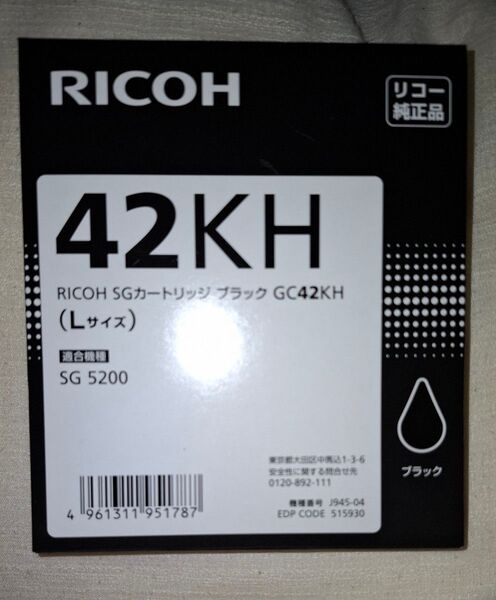 RICOH
リコー
純正品
42KH
RICOH SGカートリッジ ブラック GC42KH
(Lサイズ)
適合機種
SG 5200
ブラック
東京都大田区中馬込1-3-6
安全性に関する問合せ先
0120-892-111
機種番号 J945-04
EDP CODE 515930
4 961311 951787